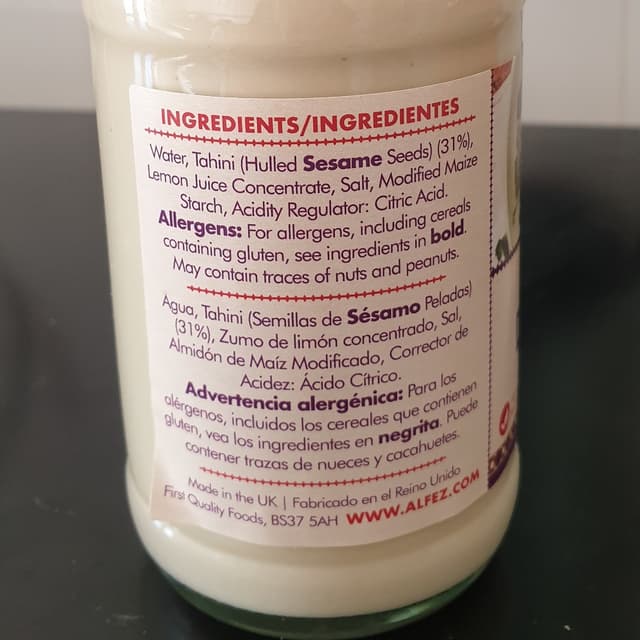 INGREDIENTS/INGREDIENTES
Water, Tahini (Hulled Sesame Seeds) (31%),
Lemon Juice Concentrate, Salt, Modified Maize
Starch, Acidity Regulator: Citric Acid.
Allergens: For allergens, including cereals
containing gluten, see ingredients in bold.
May contain traces of nuts and peanuts.
Agua, Tahini (Semillas de Sésamo Peladas)
(31%), Zumo de limón concentrado, Sal,
Almidón de Maíz Modificado, Corrector de
Acidez: Ácido Cítrico.
Advertencia alergénica: Para los
alérgenos, incluidos los cereales que contienen
gluten, vea los ingredientes en negrita. Puede
contener trazas de nueces y cacahuetes.
Made in the UK | Fabricado en el Reino Unido
First Quality Foods, BS37 5AH WWW.ALFEZ.COM